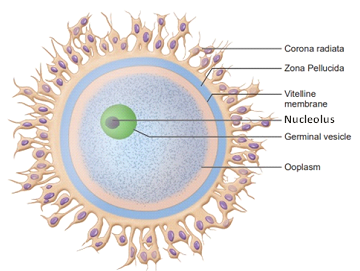 Corona radiata
Zona Pellucida
Vitelline
membrane
Nucleolus
Germinal vesicle
Ooplasm